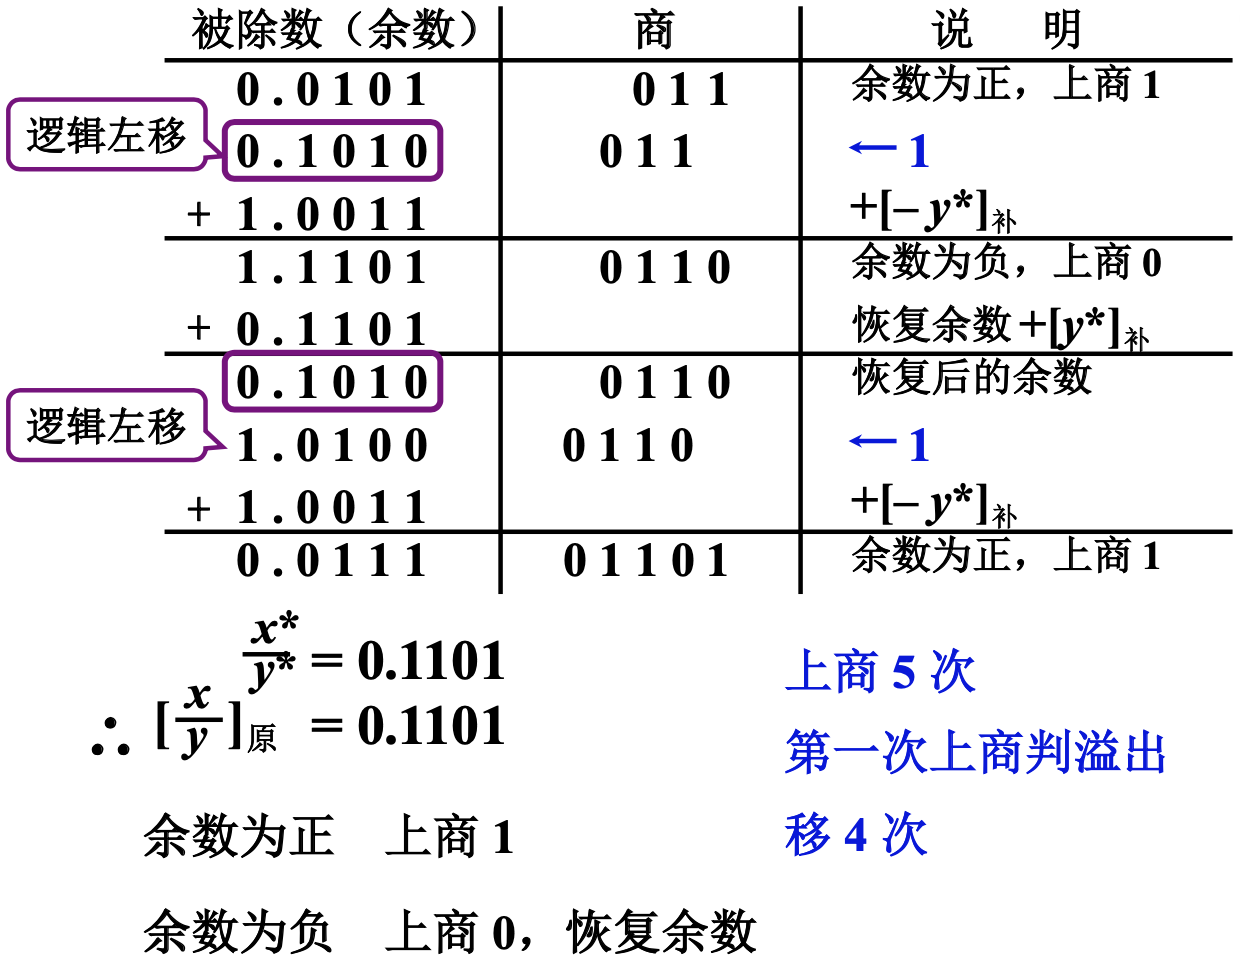 被除数（余数） 商 说 明
0.0101 011 余数为正，上商 1
逻辑左移
0.1010 011 ← 1
+ 1.0011 +[– y*]补
1.1101 0110 余数为负，上商 0
+ 0.1101 恢复余数 +[y*]补
0.1010 0110 恢复后的余数
逻辑左移
1.0100 0110 ← 1
+ 1.0011 +[– y*]补
0.0111 01101 余数为正，上商 1
x*/y* = 0.1101
∴ [x/y]原 = 0.1101
上商 5 次
第一次上商判溢出
移 4 次
余数为正 上商 1
余数为负 上商 0，恢复余数